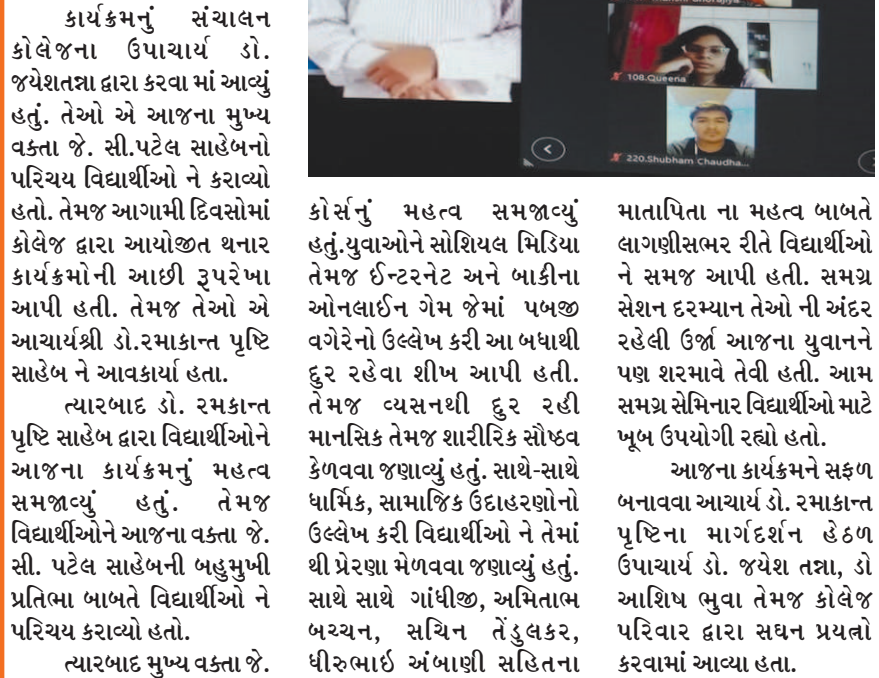 કાર્યક્રમનું સંચાલન
કોલેજના ઉપાચાર્ય ડો.
જયેશતન્ના દ્વારા કરવા માં આવ્યું
હતું. તેઓ એ આજના મુખ્ય
વક્તા જે. સી.પટેલ સાહેબનો
પરિચય વિદ્યાર્થીઓ ને કરાવ્યો
હતો. તેમજ આગામી દિવસોમાં
કોલેજ દ્વારા આયોજીત થનાર
કાર્યક્રમોની આછી રૂપરેખા
આપી હતી. તેમજ તેઓ એ
આચાર્યશ્રી ડો.રમાકાન્ત પૃષ્ટિ
સાહેબ ને આવકાર્યા હતા.
ત્યારબાદ ડો. રમકાન્ત
પૃષ્ટિ સાહેબ દ્વારા વિદ્યાર્થીઓને
આજના કાર્યક્રમનું મહત્વ
સમજાવ્યું હતું. તેમજ
વિદ્યાર્થીઓને આજના વક્તા જે.
સી. પટેલ સાહેબની બહુમુખી
પ્રતિભા બાબતે વિદ્યાર્થીઓ ને
પરિચય કરાવ્યો હતો.
ત્યારબાદ મુખ્ય વક્તા જે.
108.Queena
220.Shubham Chaudha...
કોર્સનું મહત્વ સમજાવ્યું
હતું.યુવાઓને સોશિયલ મિડિયા
તેમજ ઈન્ટરનેટ અને બાકીના
ઓનલાઈન ગેમ જેમાં પબજી
વગેરેનો ઉલ્લેખ કરી આ બધાથી
દુર રહેવા શીખ આપી હતી.
તેમજ વ્યસનથી દુર રહી
માનસિક તેમજ શારીરિક સૌષ્ઠવ
કેળવવા જણાવ્યું હતું. સાથે-સાથે
ધાર્મિક, સામાજિક ઉદાહરણોનો
ઉલ્લેખ કરી વિદ્યાર્થીઓ ને તેમાં
થી પ્રેરણા મેળવવા જણાવ્યું હતું.
સાથે સાથે ગાંધીજી, અમિતાભ
બચ્ચન, સચિન તેંડુલકર,
ધીરુભાઇ અંબાણી સહિતના
માતાપિતા ના મહત્વ બાબતે
લાગણીસભર રીતે વિદ્યાર્થીઓ
ને સમજ આપી હતી. સમગ્ર
સેશન દરમ્યાન તેઓ ની અંદર
રહેલી ઉર્જા આજના યુવાનને
પણ શરમાવે તેવી હતી. આમ
સમગ્ર સેમિનાર વિદ્યાર્થીઓ માટે
ખૂબ ઉપયોગી રહ્યો હતો.
આજના કાર્યક્રમને સફળ
બનાવવા આચાર્ય ડો. રમાકાન્ત
પૃષ્ટિના માર્ગદર્શન હેઠળ
ઉપાચાર્ય ડો. જયેશ તન્ના, ડો
આશિષ ભુવા તેમજ કોલેજ
પરિવાર દ્વારા સઘન પ્રયત્નો
કરવામાં આવ્યા હતા.